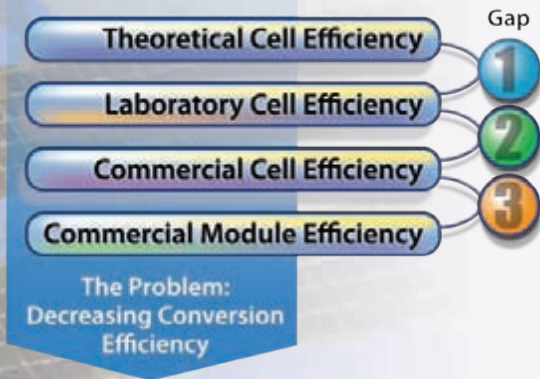 Gap
Theoretical Cell Efficiency
1
Laboratory Cell Efficiency
2
Commercial Cell Efficiency
3
Commercial Module Efficiency
The Problem:
Decreasing Conversion
Efficiency